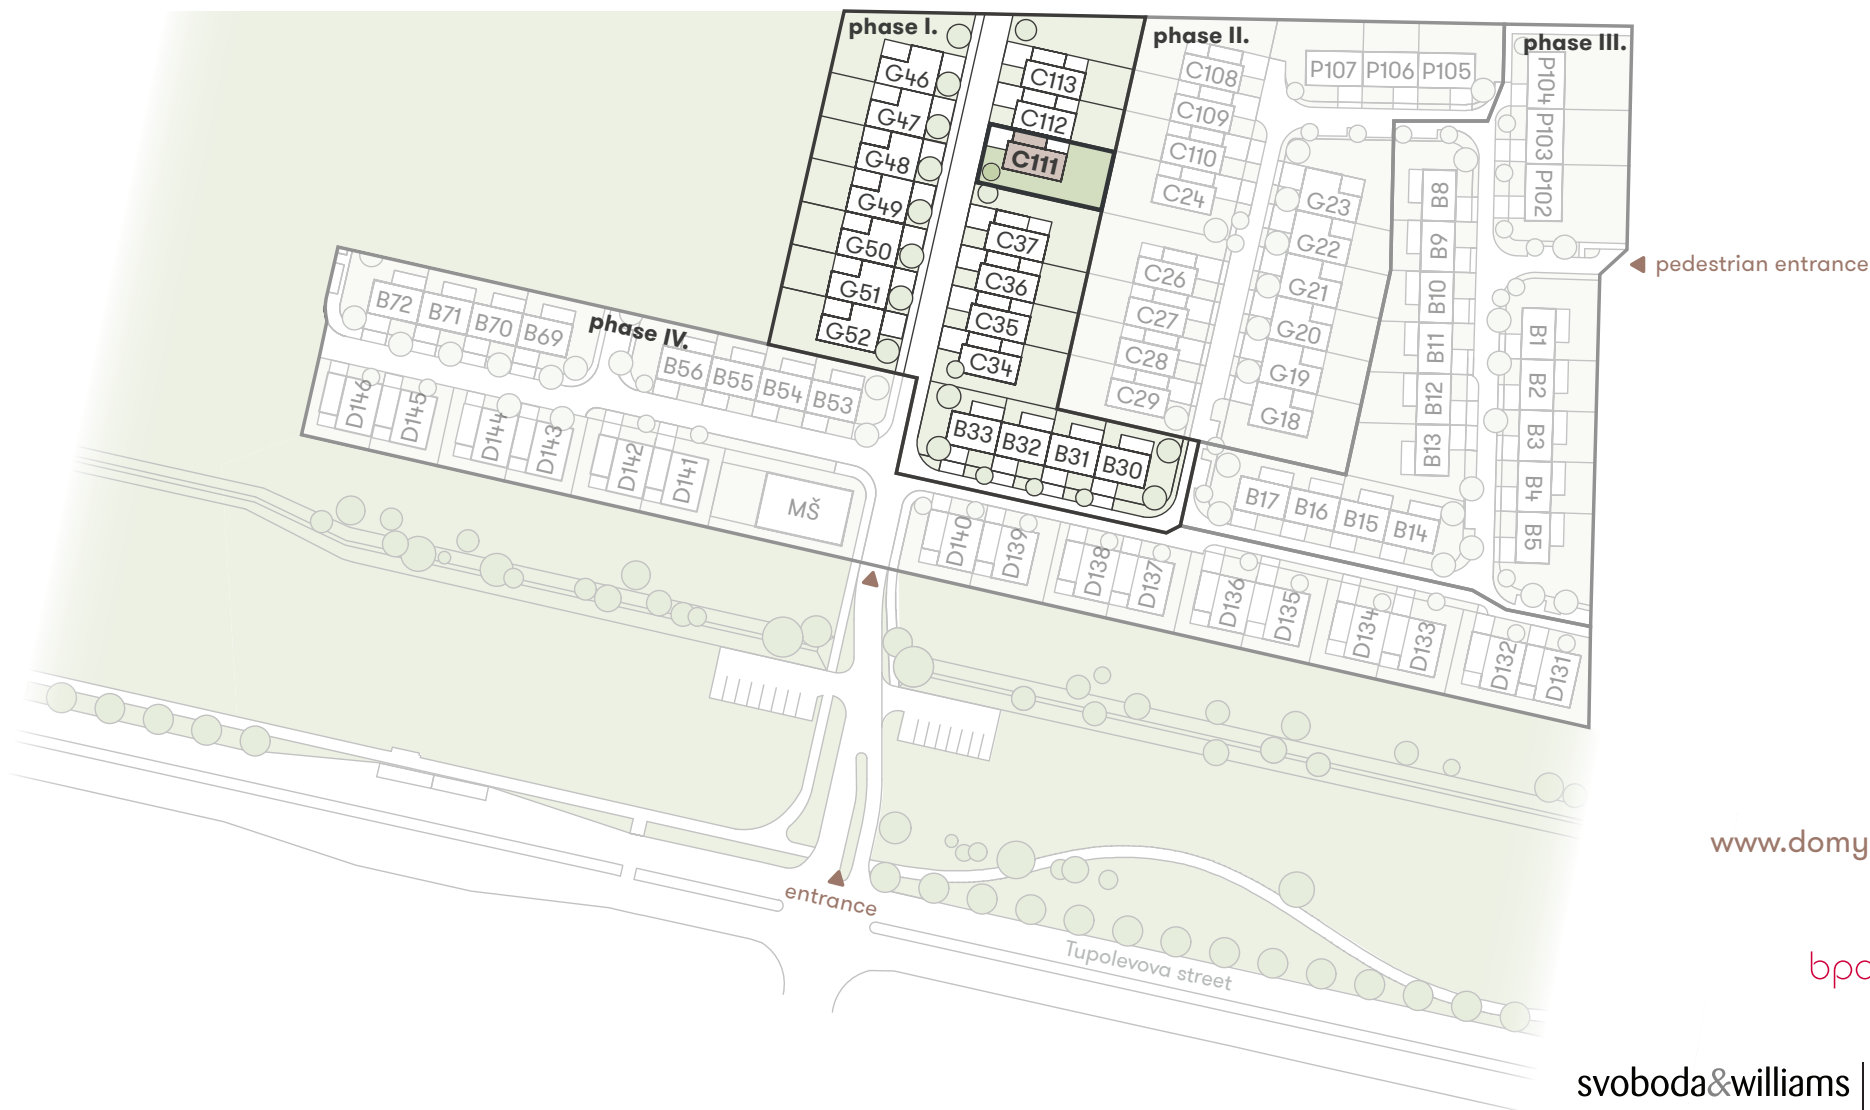 phase I.
phase II.
phase III.
phase IV.
G46
G47
G48
G49
G50
G51
G52
C113
C112
C111
C37
C36
C35
C34
B33
B32
B31
B30
C108
C109
C110
C24
C26
C27
C28
C29
P107
P106
P105
G23
G22
G21
G20
G19
G18
B17
B16
B15
B14
P104
P103
P102
B8
B9
B10
B11
B12
B13
B1
B2
B3
B4
B5
pedestrian entrance
B72
B71
B70
B69
B56
B55
B54
B53
D146
D145
D144
D143
D142
D141
MŠ
D140
D139
D138
D137
D136
D135
D134
D133
D132
D131
entrance
Tupolevova street
www.domy
bpd
svoboda&williams